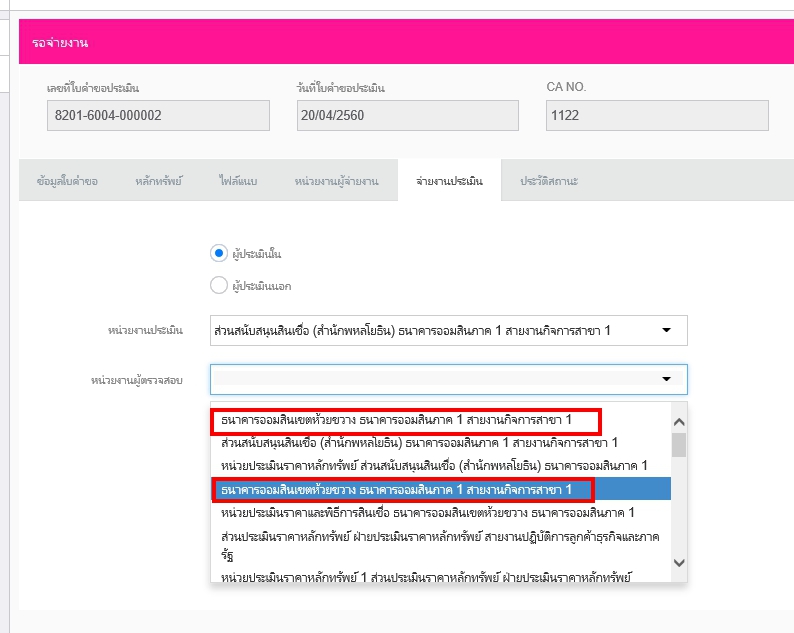 รอจ่ายงาน
เลขที่ใบคำขอประเมิน
วันที่ใบคำขอประเมิน
CA NO.
8201-6004-000002
20/04/2560
1122
ข้อมูลใบคำขอ
หลักทรัพย์
ไฟล์แนบ
หน่วยงานผู้จ่ายงาน
จ่ายงานประเมิน
ประวัติสถานะ
ผู้ประเมินใน
ผู้ประเมินนอก
หน่วยงานประเมิน
ส่วนสนับสนุนสินเชื่อ (สำนักพหลโยธิน) ธนาคารออมสินภาค 1 สายงานกิจการสาขา 1
หน่วยงานผู้ตรวจสอบ
ธนาคารออมสินเขตห้วยขวาง ธนาคารออมสินภาค 1 สายงานกิจการสาขา 1
ส่วนสนับสนุนสินเชื่อ (สำนักพหลโยธิน) ธนาคารออมสินภาค 1 สายงานกิจการสาขา 1
หน่วยประเมินราคาหลักทรัพย์ ส่วนสนับสนุนสินเชื่อ (สำนักพหลโยธิน) ธนาคารออมสินภาค 1
ธนาคารออมสินเขตห้วยขวาง ธนาคารออมสินภาค 1 สายงานกิจการสาขา 1
หน่วยประเมินราคาและพิธีการสินเชื่อ ธนาคารออมสินเขตห้วยขวาง ธนาคารออมสินภาค 1
ส่วนประเมินราคาหลักทรัพย์ ฝ่ายประเมินราคาหลักทรัพย์ สายงานปฏิบัติการลูกค้าธุรกิจและภาค
รัฐ
หน่วยประเมินราคาหลักทรัพย์ 1 ส่วนประเมินราคาหลักทรัพย์ ฝ่ายประเมินราคาหลักทรัพย์